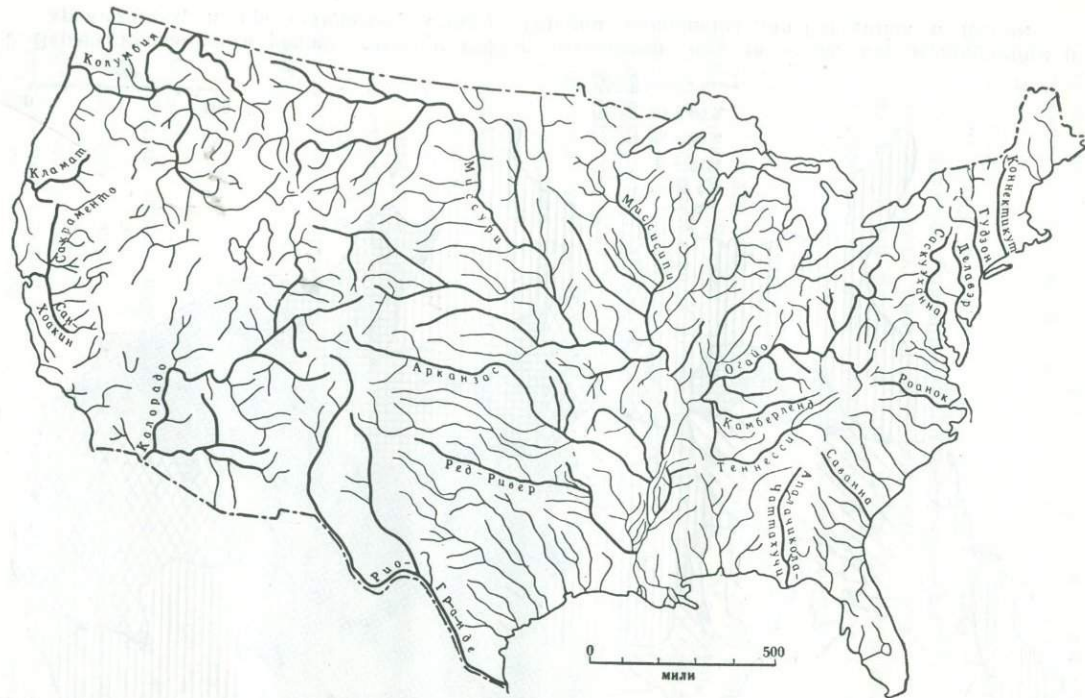 Колумбия
Кламат
Сакраменто
Сан-
Хоакин
Колорадо
Миссури
Миссисипи
Арканзас
Ред-Ривер
Рио-
Гранде
Огайо
Камберленд
Теннесси
Апалачикола-
Чаттахучи
Саванна
Роанок
Саскуэханна
Делавэр
Гудзон
Коннектикут
0 500
мили